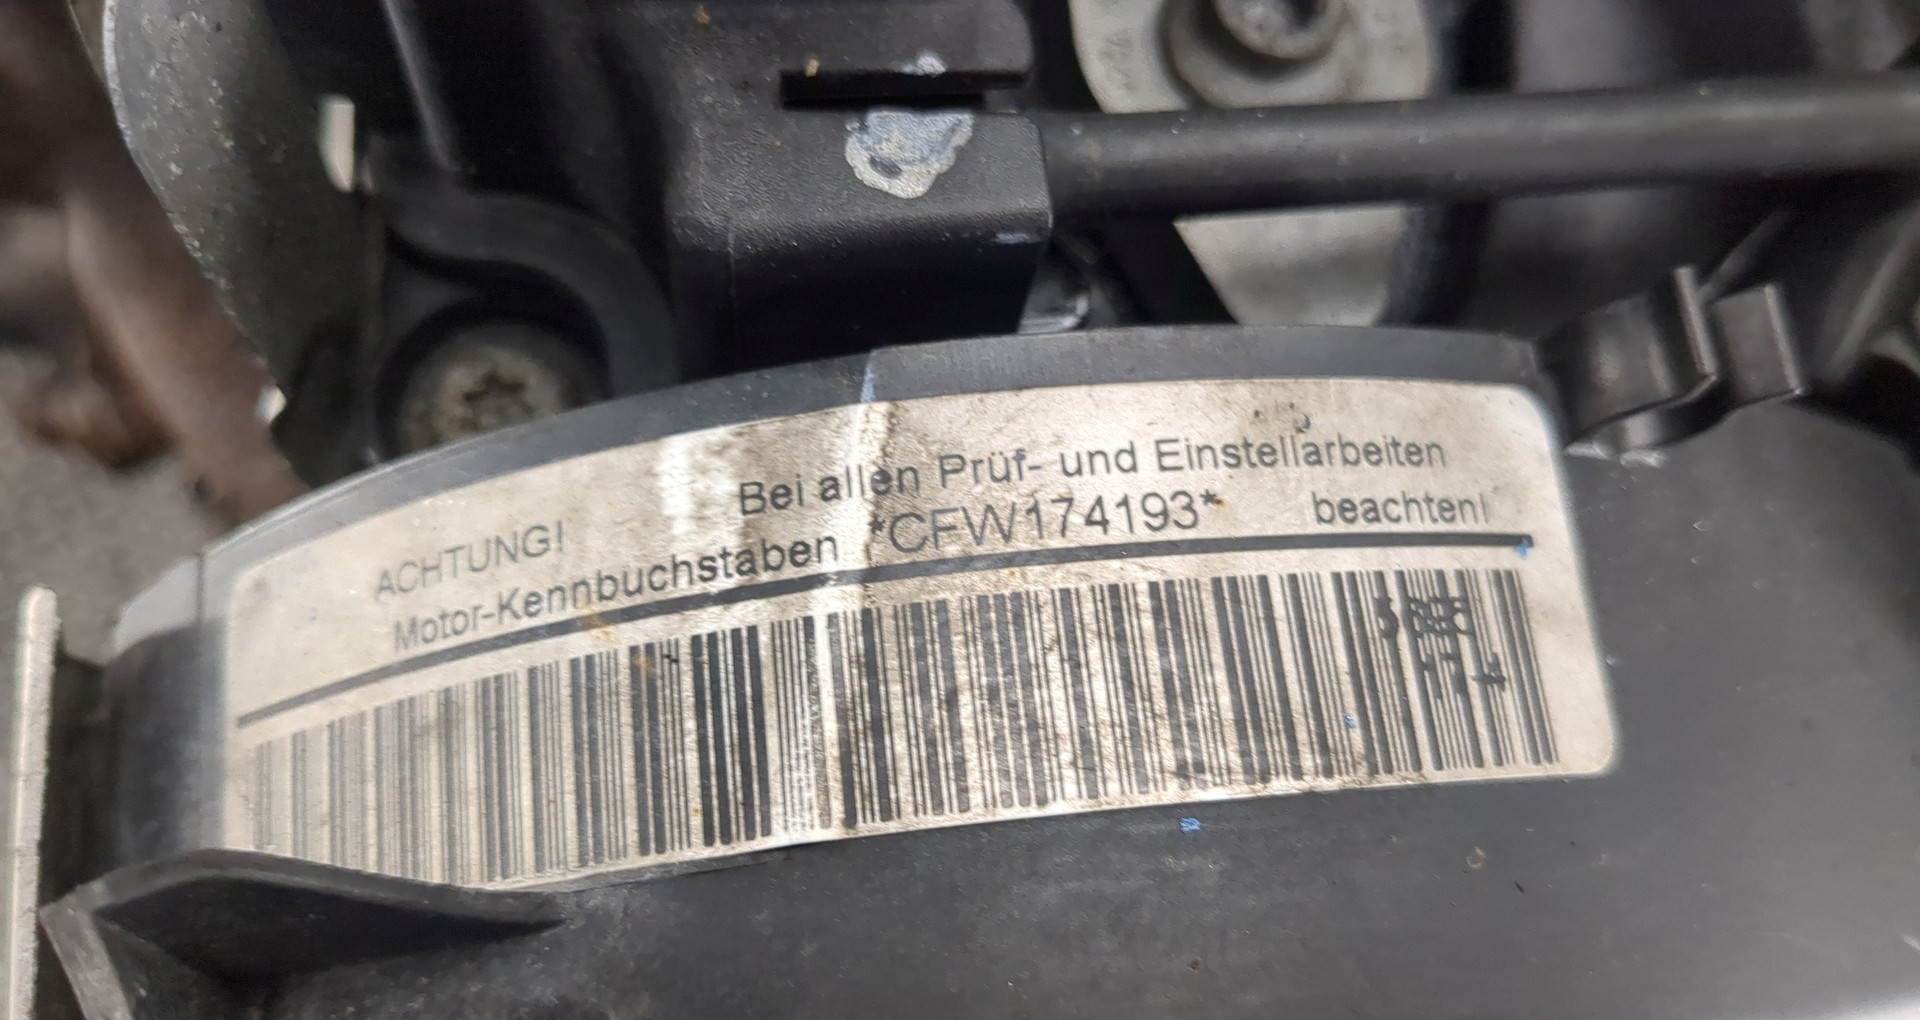 ACHTUNG! Bei allen Prüf- und Einstellarbeiten
Motor-Kennbuchstaben *CFW174193* beachten!